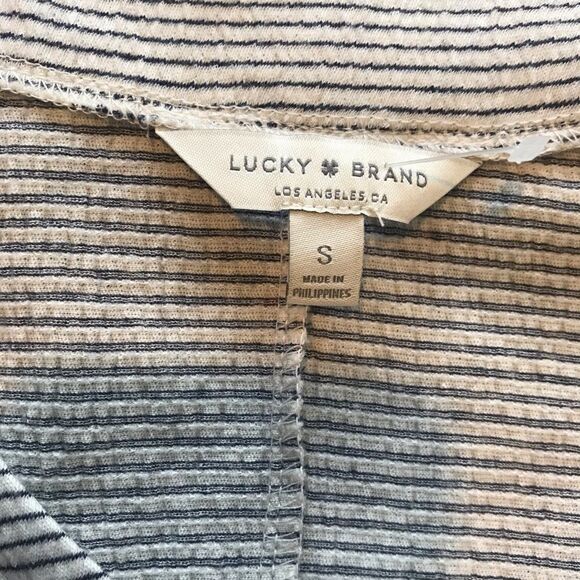 LUCKY BRAND
LOS ANGELES, CA
S
MADE IN
PHILIPPINES